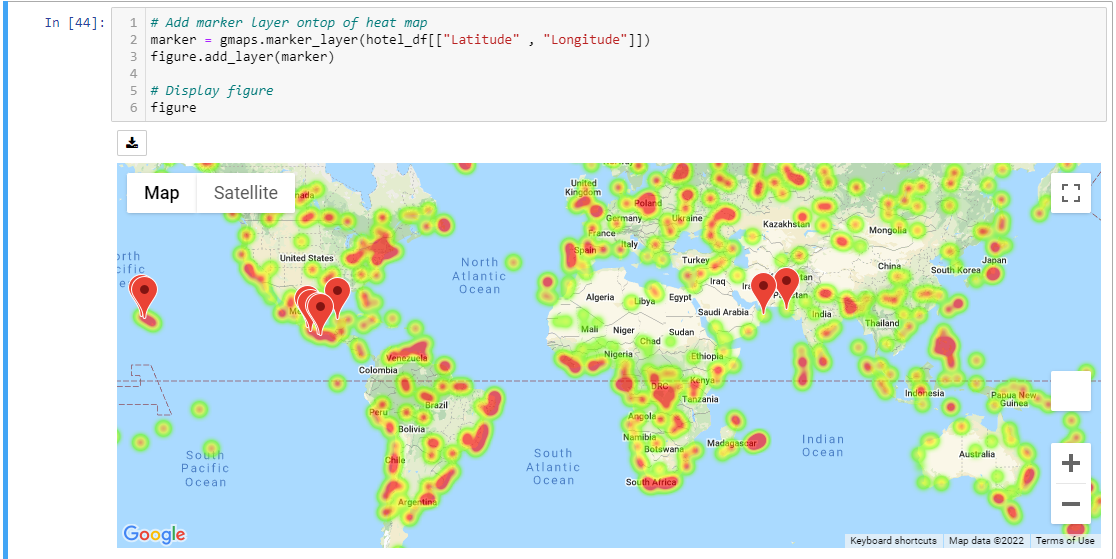 In [44]:
1 # Add marker layer ontop of heat map
2 marker = gmaps.marker_layer(hotel_df[["Latitude" , "Longitude"]])
3 figure.add_layer(marker)
4
5 # Display figure
6 figure
Map Satellite
United
Kingdom
Poland
Germany
Ukraine
Kazakhstan
Mongolia
France
Italy
Spain
United States
North
Atlantic
Ocean
Turkey
China
Japan
South Korea
Iraq
Algeria
Libya
Egypt
Saudi Arabia
India
Thailand
Mali
Niger
Sudan
Chad
Nigeria
Ethiopia
Venezuela
Colombia
DRC
Kenya
Tanzania
Indonesia
Papua New
Guinea
Brazil
Peru
Bolivia
Angola
Namibia
Botswana
Madagascar
Indian
Ocean
Australia
South
Pacific
Ocean
South
Atlantic
Ocean
Chile
South Africa
Argentina
Google
Keyboard shortcuts Map data ©2022 Terms of Use